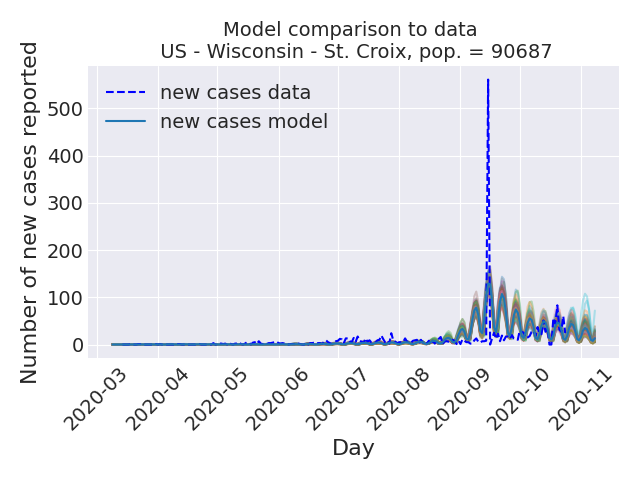 Model comparison to data
US - Wisconsin - St. Croix, pop. = 90687
Number of new cases reported
500
400
300
200
100
0
new cases data
new cases model
2020-03
2020-04
2020-05
2020-06
2020-07
2020-08
2020-09
2020-10
2020-11
Day